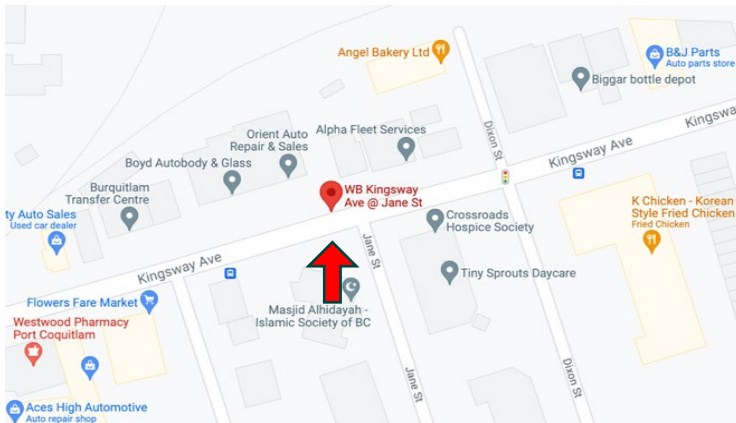 Angel Bakery Ltd
B&J Parts
Auto parts store
Biggar bottle depot
Kingswa
Dixon St
Orient Auto
Repair & Sales
Alpha Fleet Services
Kingsway Ave
Boyd Autobody & Glass
Burquitlam
Transfer Centre
WB Kingsway
Ave @ Jane St
K Chicken - Korean
Style Fried Chicken
Fried Chicken
ty Auto Sales
Used car dealer
Crossroads
Hospice Society
Jane St
Kingsway Ave
Tiny Sprouts Daycare
Flowers Fare Market
Masjid Alhidayah -
Islamic Society of BC
Westwood Pharmacy
Port Coquitlam
Jane St
Dixon St
Aces High Automotive
Auto repair shop